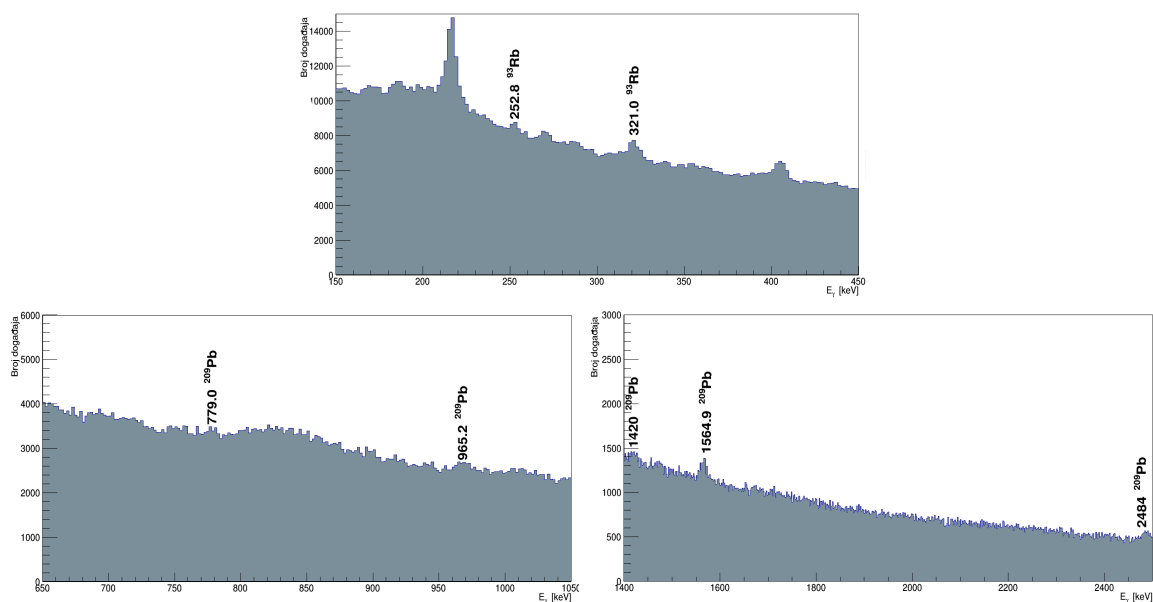 Broj događaja
14000
12000
10000
8000
6000
4000
2000
0
252.8 ⁹³Rb
321.0 ⁹³Rb
150 200 250 300 350 400 450
Eγ [keV]
Broj događaja
6000
5000
4000
3000
2000
1000
0
779.0 ²⁰⁹Pb
965.2 ²⁰⁹Pb
650 700 750 800 850 900 950 1000 1050
Eγ [keV]
Broj događaja
3000
2500
2000
1500
1000
500
0
1420 ²⁰⁹Pb
1564.9 ²⁰⁹Pb
2484 ²⁰⁹Pb
1400 1600 1800 2000 2200 2400
Eγ [keV]